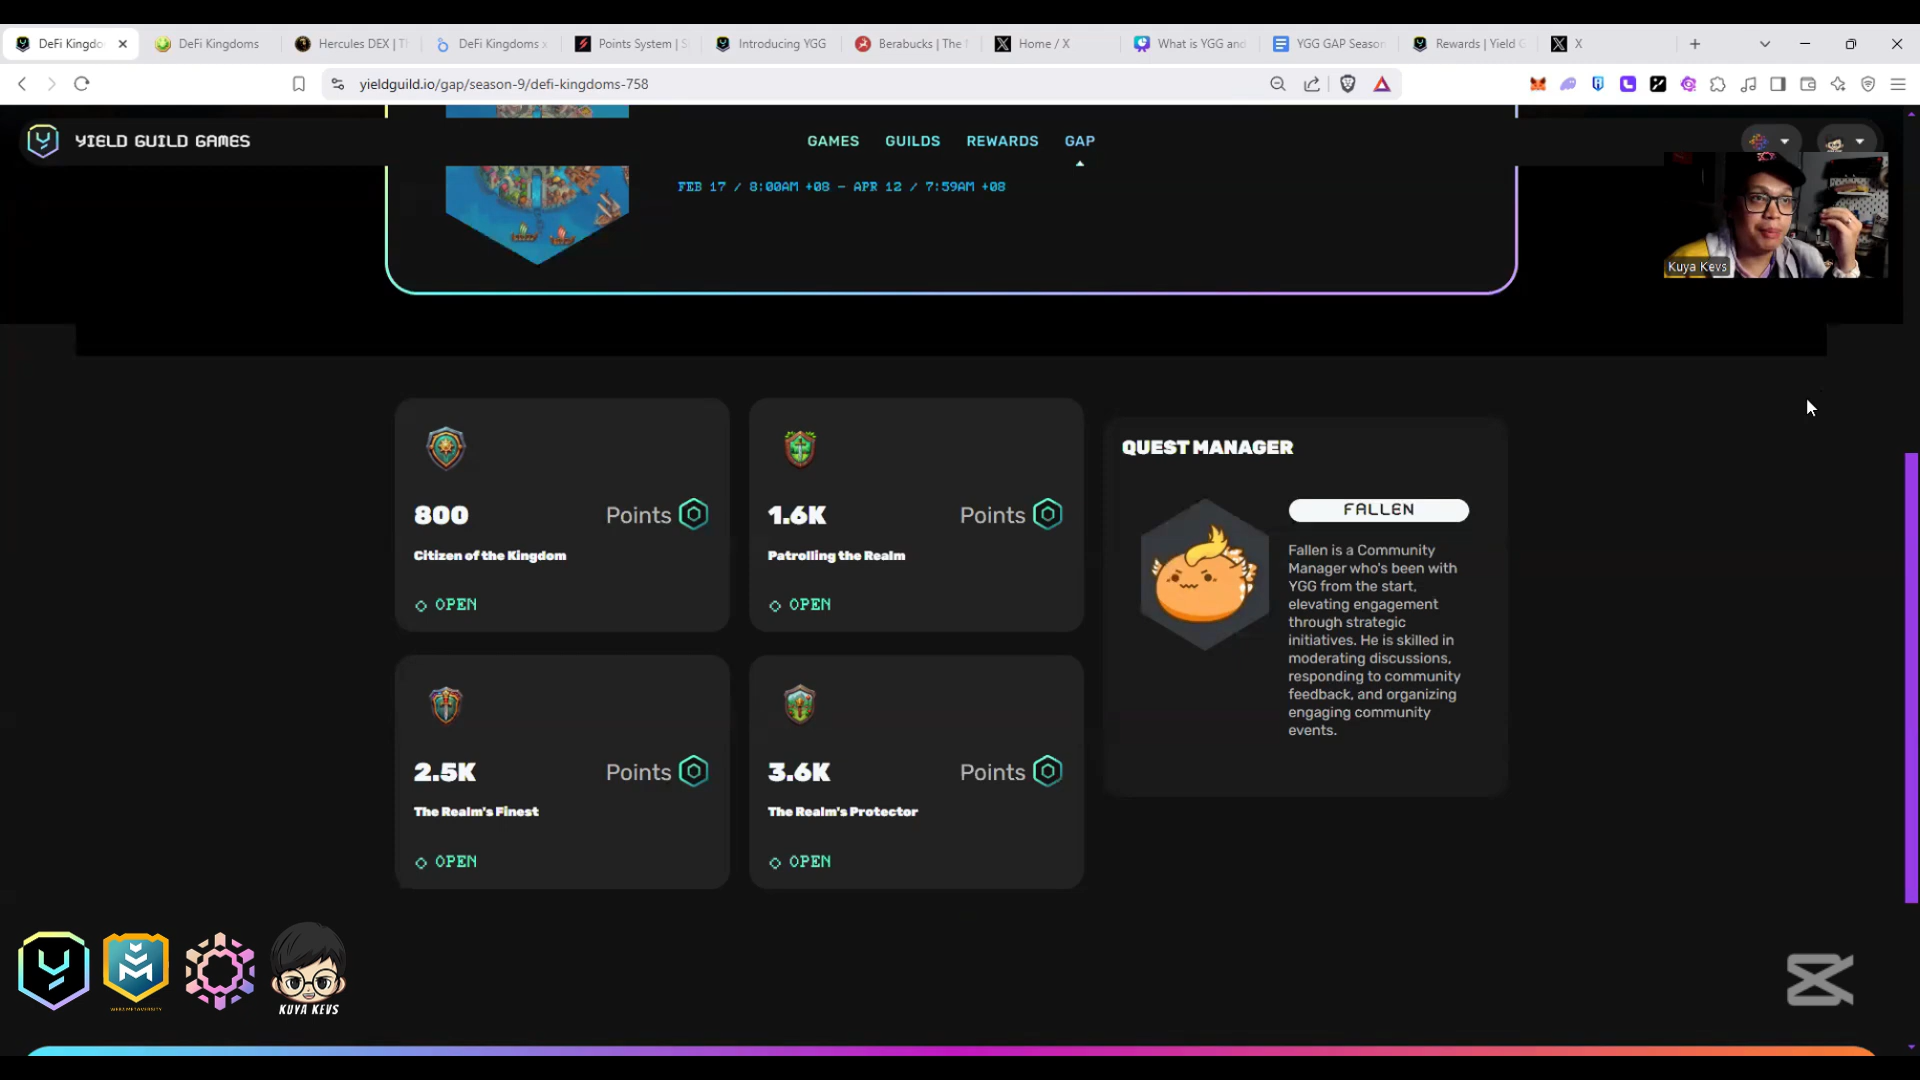 DeFi Kingdo
DeFi Kingdoms
Hercules DEX | T
DeFi Kingdoms x
Points System | S
Introducing YGG
Berabucks | The
Home / X
What is YGG and
YGG GAP Season
Rewards | Yield G
X
yieldguild.io/gap/season-9/defi-kingdoms-758
YIELD GUILD GAMES
GAMES
GUILDS
REWARDS
GAP
FEB 17 / 8:00AM +08 – APR 12 / 7:59AM +08
Kuya Kevs
800
Points
Citizen of the Kingdom
OPEN
1.6K
Points
Patrolling the Realm
OPEN
2.5K
Points
The Realm's Finest
OPEN
3.6K
Points
The Realm's Protector
OPEN
QUEST MANAGER
FALLEN
Fallen is a Community
Manager who's been with
YGG from the start,
elevating engagement
through strategic
initiatives. He is skilled in
moderating discussions,
responding to community
feedback, and organizing
engaging community
events.
KUYA KEVS